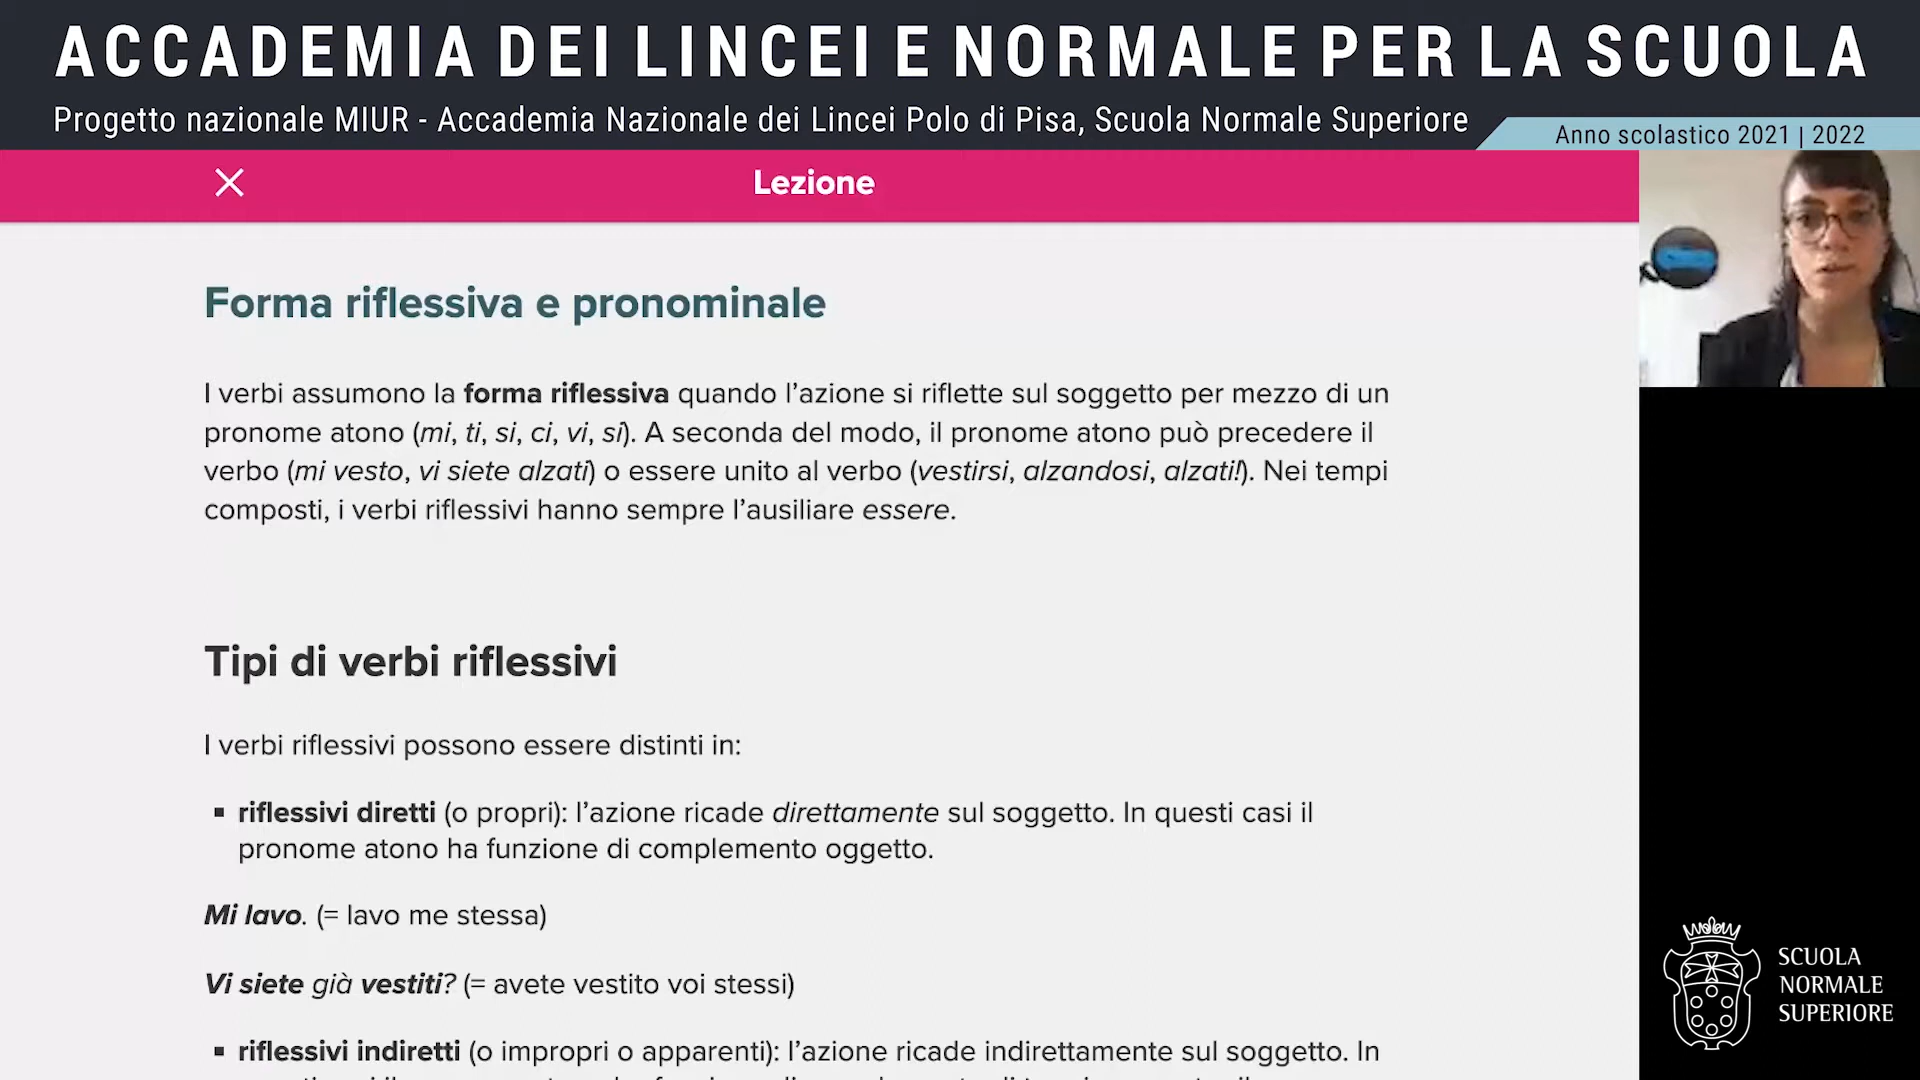 ACCADEMIA DEI LINCEI E NORMALE PER LA SCUOLA
Progetto nazionale MIUR - Accademia Nazionale dei Lincei Polo di Pisa, Scuola Normale Superiore
Anno scolastico 2021 | 2022
Lezione
Forma riflessiva e pronominale
I verbi assumono la forma riflessiva quando l’azione si riflette sul soggetto per mezzo di un
pronome atono (mi, ti, si, ci, vi, si). A seconda del modo, il pronome atono può precedere il
verbo (mi vesto, vi siete alzati) o essere unito al verbo (vestirsi, alzandosi, alzati!). Nei tempi
composti, i verbi riflessivi hanno sempre l’ausiliare essere.
Tipi di verbi riflessivi
I verbi riflessivi possono essere distinti in:
▪ riflessivi diretti (o propri): l’azione ricade direttamente sul soggetto. In questi casi il
pronome atono ha funzione di complemento oggetto.
Mi lavo. (= lavo me stessa)
Vi siete già vestiti? (= avete vestito voi stessi)
▪ riflessivi indiretti (o impropri o apparenti): l’azione ricade indirettamente sul soggetto. In
SCUOLA
NORMALE
SUPERIORE